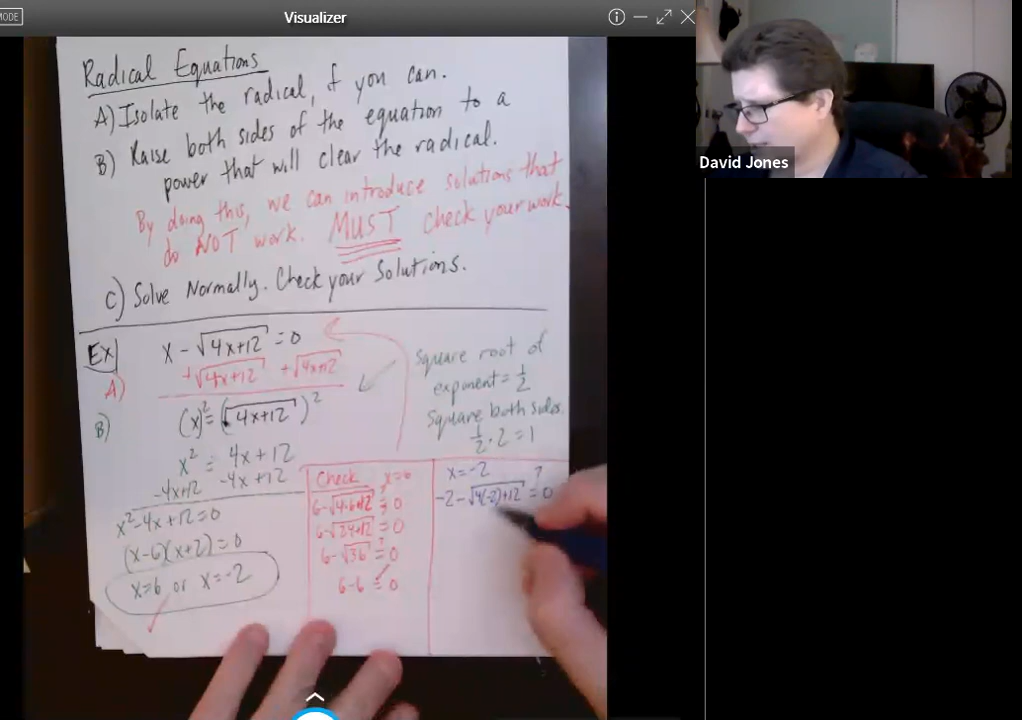 MODE
Visualizer
David Jones
Radical Equations
A) Isolate the radical, if you can.
B) Raise both sides of the equation to a
power that will clear the radical.
By doing this, we can introduce solutions that
do NOT work. MUST check your work.
C) Solve Normally. Check your Solutions.
Ex)
x - √4x+12 = 0
A) +√4x+12 +√4x+12
B) (x)² = (√4x+12)²
x² = 4x+12
-4x+12 -4x+12
x²-4x+12=0
(x-6)(x+2)=0
x=6 or x=-2
Square root of
exponent = 1/2
Square both sides.
1/2 · 2 = 1
Check x=6
6-√4·6+12 ?= 0
6-√24+12 ?= 0
6-√36 ?= 0
6-6 = 0
x=-2
-2-√4(-2)+12 ?= 0